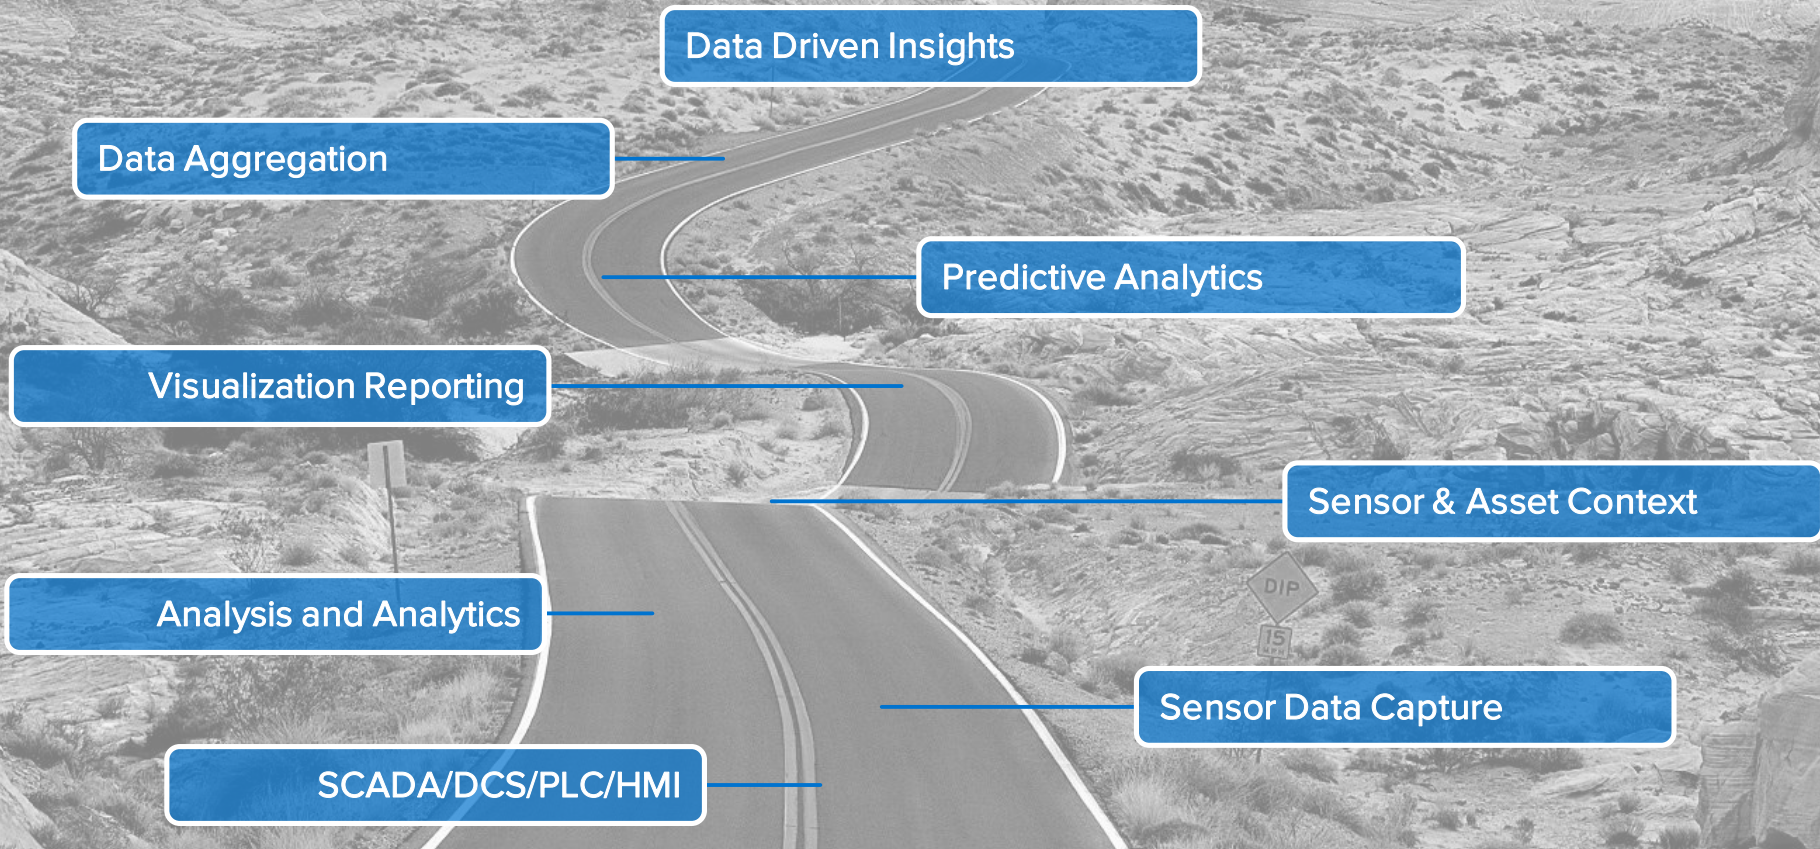 Data Driven Insights
Data Aggregation
Predictive Analytics
Visualization Reporting
Sensor & Asset Context
DIP
15
M.P.H.
Analysis and Analytics
Sensor Data Capture
SCADA/DCS/PLC/HMI